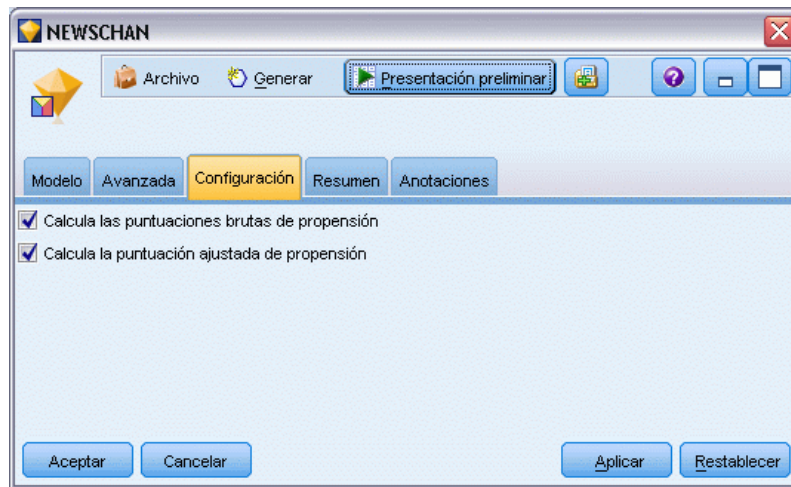 NEWSCHAN
Archivo Generar Presentación preliminar
Modelo Avanzada Configuración Resumen Anotaciones
Calcula las puntuaciones brutas de propensión
Calcula la puntuación ajustada de propensión
Aceptar Cancelar Aplicar Restablecer